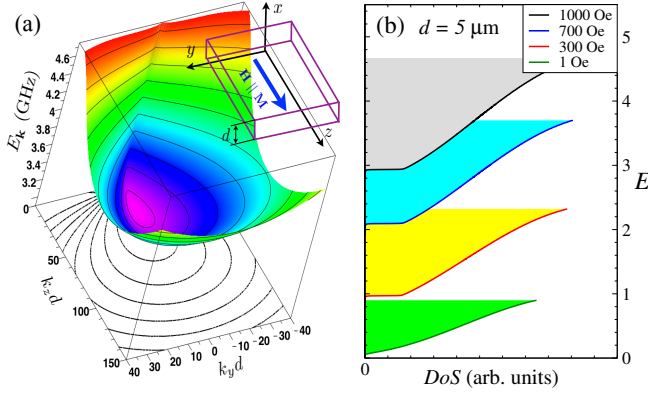 (a)
x
y
z
H || M
d
E_k (GHz)
4.6
4.4
4.2
4
3.8
3.6
3.4
3.2
0
50
100
150
k_z d
40 30 20 10 0 -10 -20 -30 -40
k_y d
(b) d = 5 µm
1000 Oe
700 Oe
300 Oe
1 Oe
5
4
3
2
1
0
E
0
DoS (arb. units)